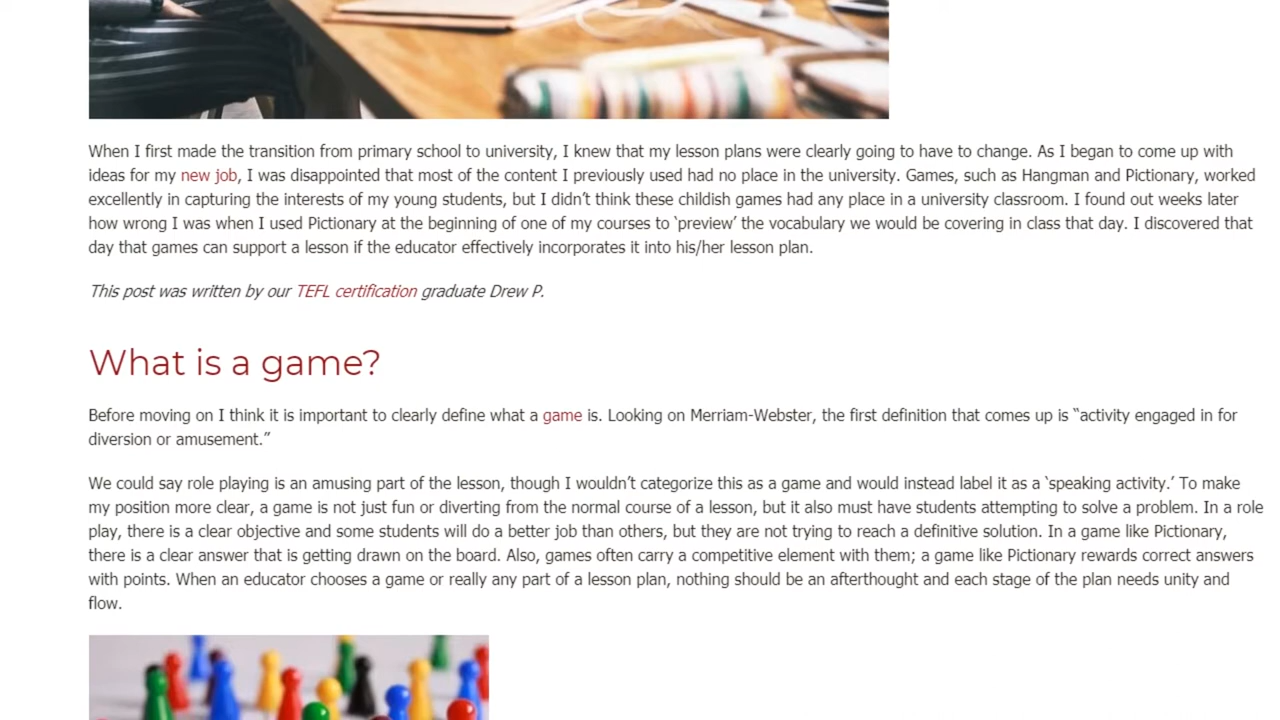 When I first made the transition from primary school to university, I knew that my lesson plans were clearly going to have to change. As I began to come up with
ideas for my new job, I was disappointed that most of the content I previously used had no place in the university. Games, such as Hangman and Pictionary, worked
excellently in capturing the interests of my young students, but I didn't think these childish games had any place in a university classroom. I found out weeks later
how wrong I was when I used Pictionary at the beginning of one of my courses to ‘preview’ the vocabulary we would be covering in class that day. I discovered that
day that games can support a lesson if the educator effectively incorporates it into his/her lesson plan.
This post was written by our TEFL certification graduate Drew P.
What is a game?
Before moving on I think it is important to clearly define what a game is. Looking on Merriam-Webster, the first definition that comes up is “activity engaged in for
diversion or amusement.”
We could say role playing is an amusing part of the lesson, though I wouldn’t categorize this as a game and would instead label it as a ‘speaking activity.’ To make
my position more clear, a game is not just fun or diverting from the normal course of a lesson, but it also must have students attempting to solve a problem. In a role
play, there is a clear objective and some students will do a better job than others, but they are not trying to reach a definitive solution. In a game like Pictionary,
there is a clear answer that is getting drawn on the board. Also, games often carry a competitive element with them; a game like Pictionary rewards correct answers
with points. When an educator chooses a game or really any part of a lesson plan, nothing should be an afterthought and each stage of the plan needs unity and
flow.